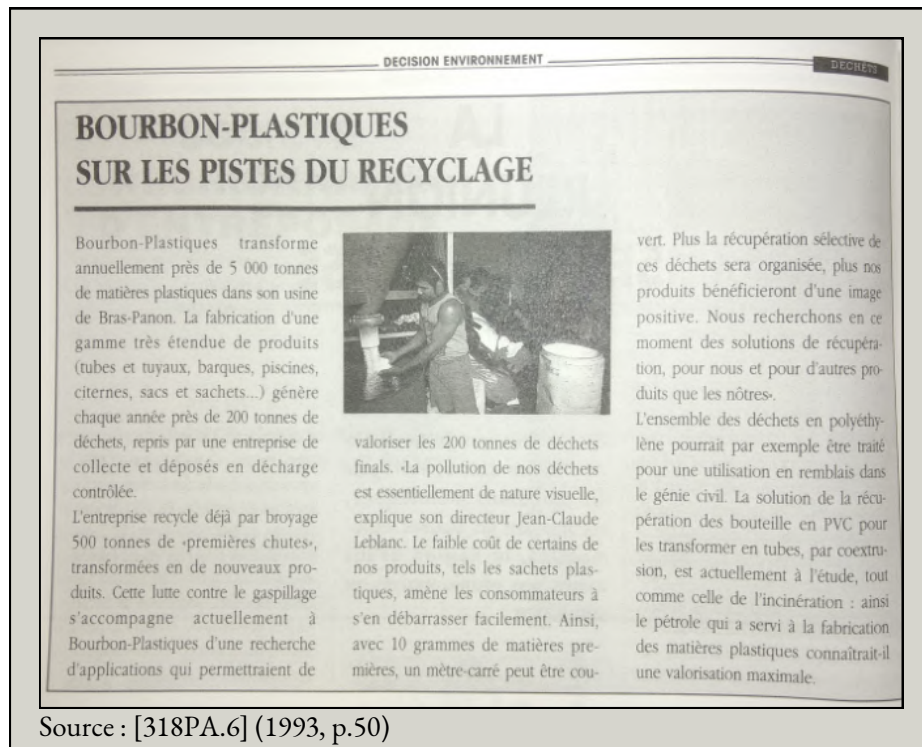 DECISION ENVIRONNEMENT
DECHETS
BOURBON-PLASTIQUES
SUR LES PISTES DU RECYCLAGE
Bourbon-Plastiques transforme
annuellement près de 5 000 tonnes
de matières plastiques dans son usine
de Bras-Panon. La fabrication d'une
gamme très étendue de produits
(tubes et tuyaux, barques, piscines,
citernes, sacs et sachets...) génère
chaque année près de 200 tonnes de
déchets, repris par une entreprise de
collecte et déposés en décharge
contrôlée.
L'entreprise recycle déjà par broyage
500 tonnes de «premières chutes»,
transformées en de nouveaux pro-
duits. Cette lutte contre le gaspillage
s'accompagne actuellement à
Bourbon-Plastiques d'une recherche
d'applications qui permettraient de
valoriser les 200 tonnes de déchets
finals. «La pollution de nos déchets
est essentiellement de nature visuelle,
explique son directeur Jean-Claude
Leblanc. Le faible coût de certains de
nos produits, tels les sachets plas-
tiques, amène les consommateurs à
s'en débarrasser facilement. Ainsi,
avec 10 grammes de matières pre-
mières, un mètre-carré peut être cou-
vert. Plus la récupération sélective de
ces déchets sera organisée, plus nos
produits bénéficieront d'une image
positive. Nous recherchons en ce
moment des solutions de récupéra-
tion, pour nous et pour d'autres pro-
duits que les nôtres».
L'ensemble des déchets en polyéthy-
lène pourrait par exemple être traité
pour une utilisation en remblais dans
le génie civil. La solution de la récu-
pération des bouteille en PVC pour
les transformer en tubes, par coextru-
sion, est actuellement à l'étude, tout
comme celle de l'incinération : ainsi
le pétrole qui a servi à la fabrication
des matières plastiques connaîtrait-il
une valorisation maximale.
Source : [318PA.6] (1993, p.50)